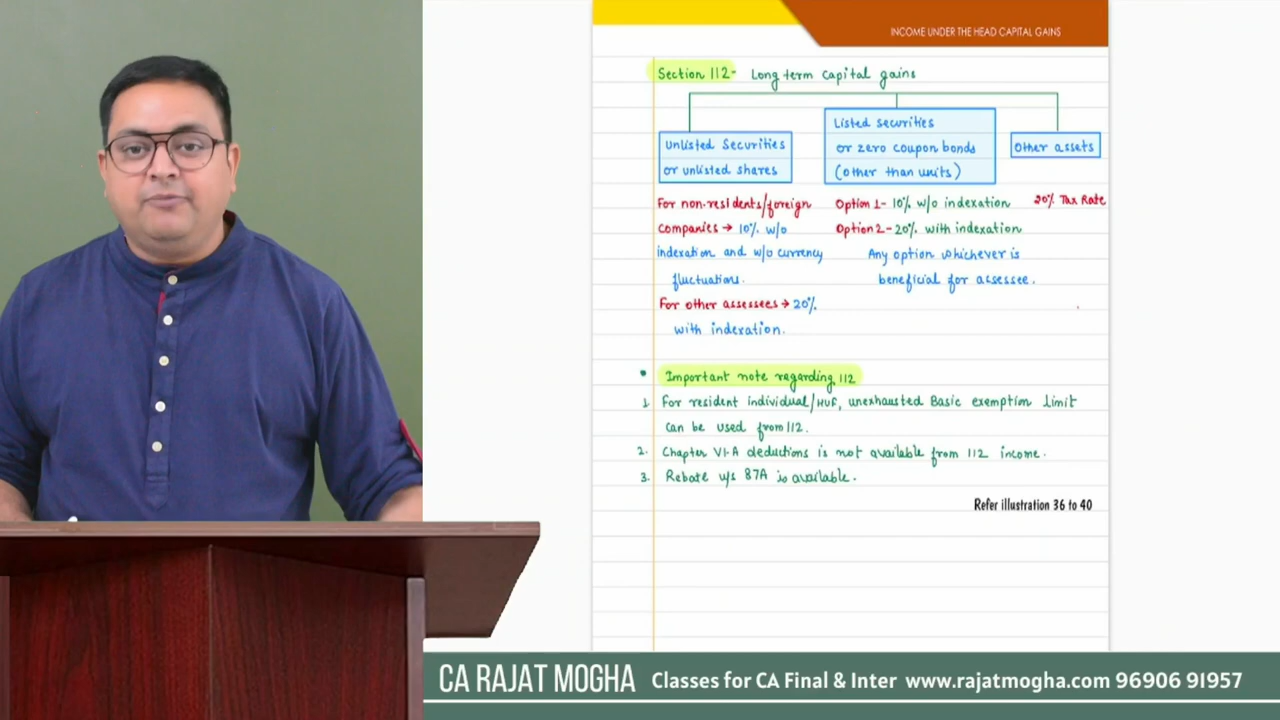 INCOME UNDER THE HEAD CAPITAL GAINS
Section 112- Long term capital gains
Unlisted Securities
or unlisted shares
Listed securities
or zero coupon bonds
(other than units)
Other assets
For non-residents/foreign
companies → 10% w/o
indexation and w/o currency
fluctuations.
For other assessees → 20%
with indexation.
Option 1- 10% w/o indexation
Option 2- 20% with indexation
Any option whichever is
beneficial for assessee.
20% Tax Rate
Important note regarding 112
1. For resident individual/HUF, unexhausted Basic exemption limit
can be used from 112.
2. Chapter VI-A deductions is not available from 112 income.
3. Rebate u/s 87A is available.
Refer illustration 36 to 40
CA RAJAT MOGHA Classes for CA Final & Inter www.rajatmogha.com 96906 91957